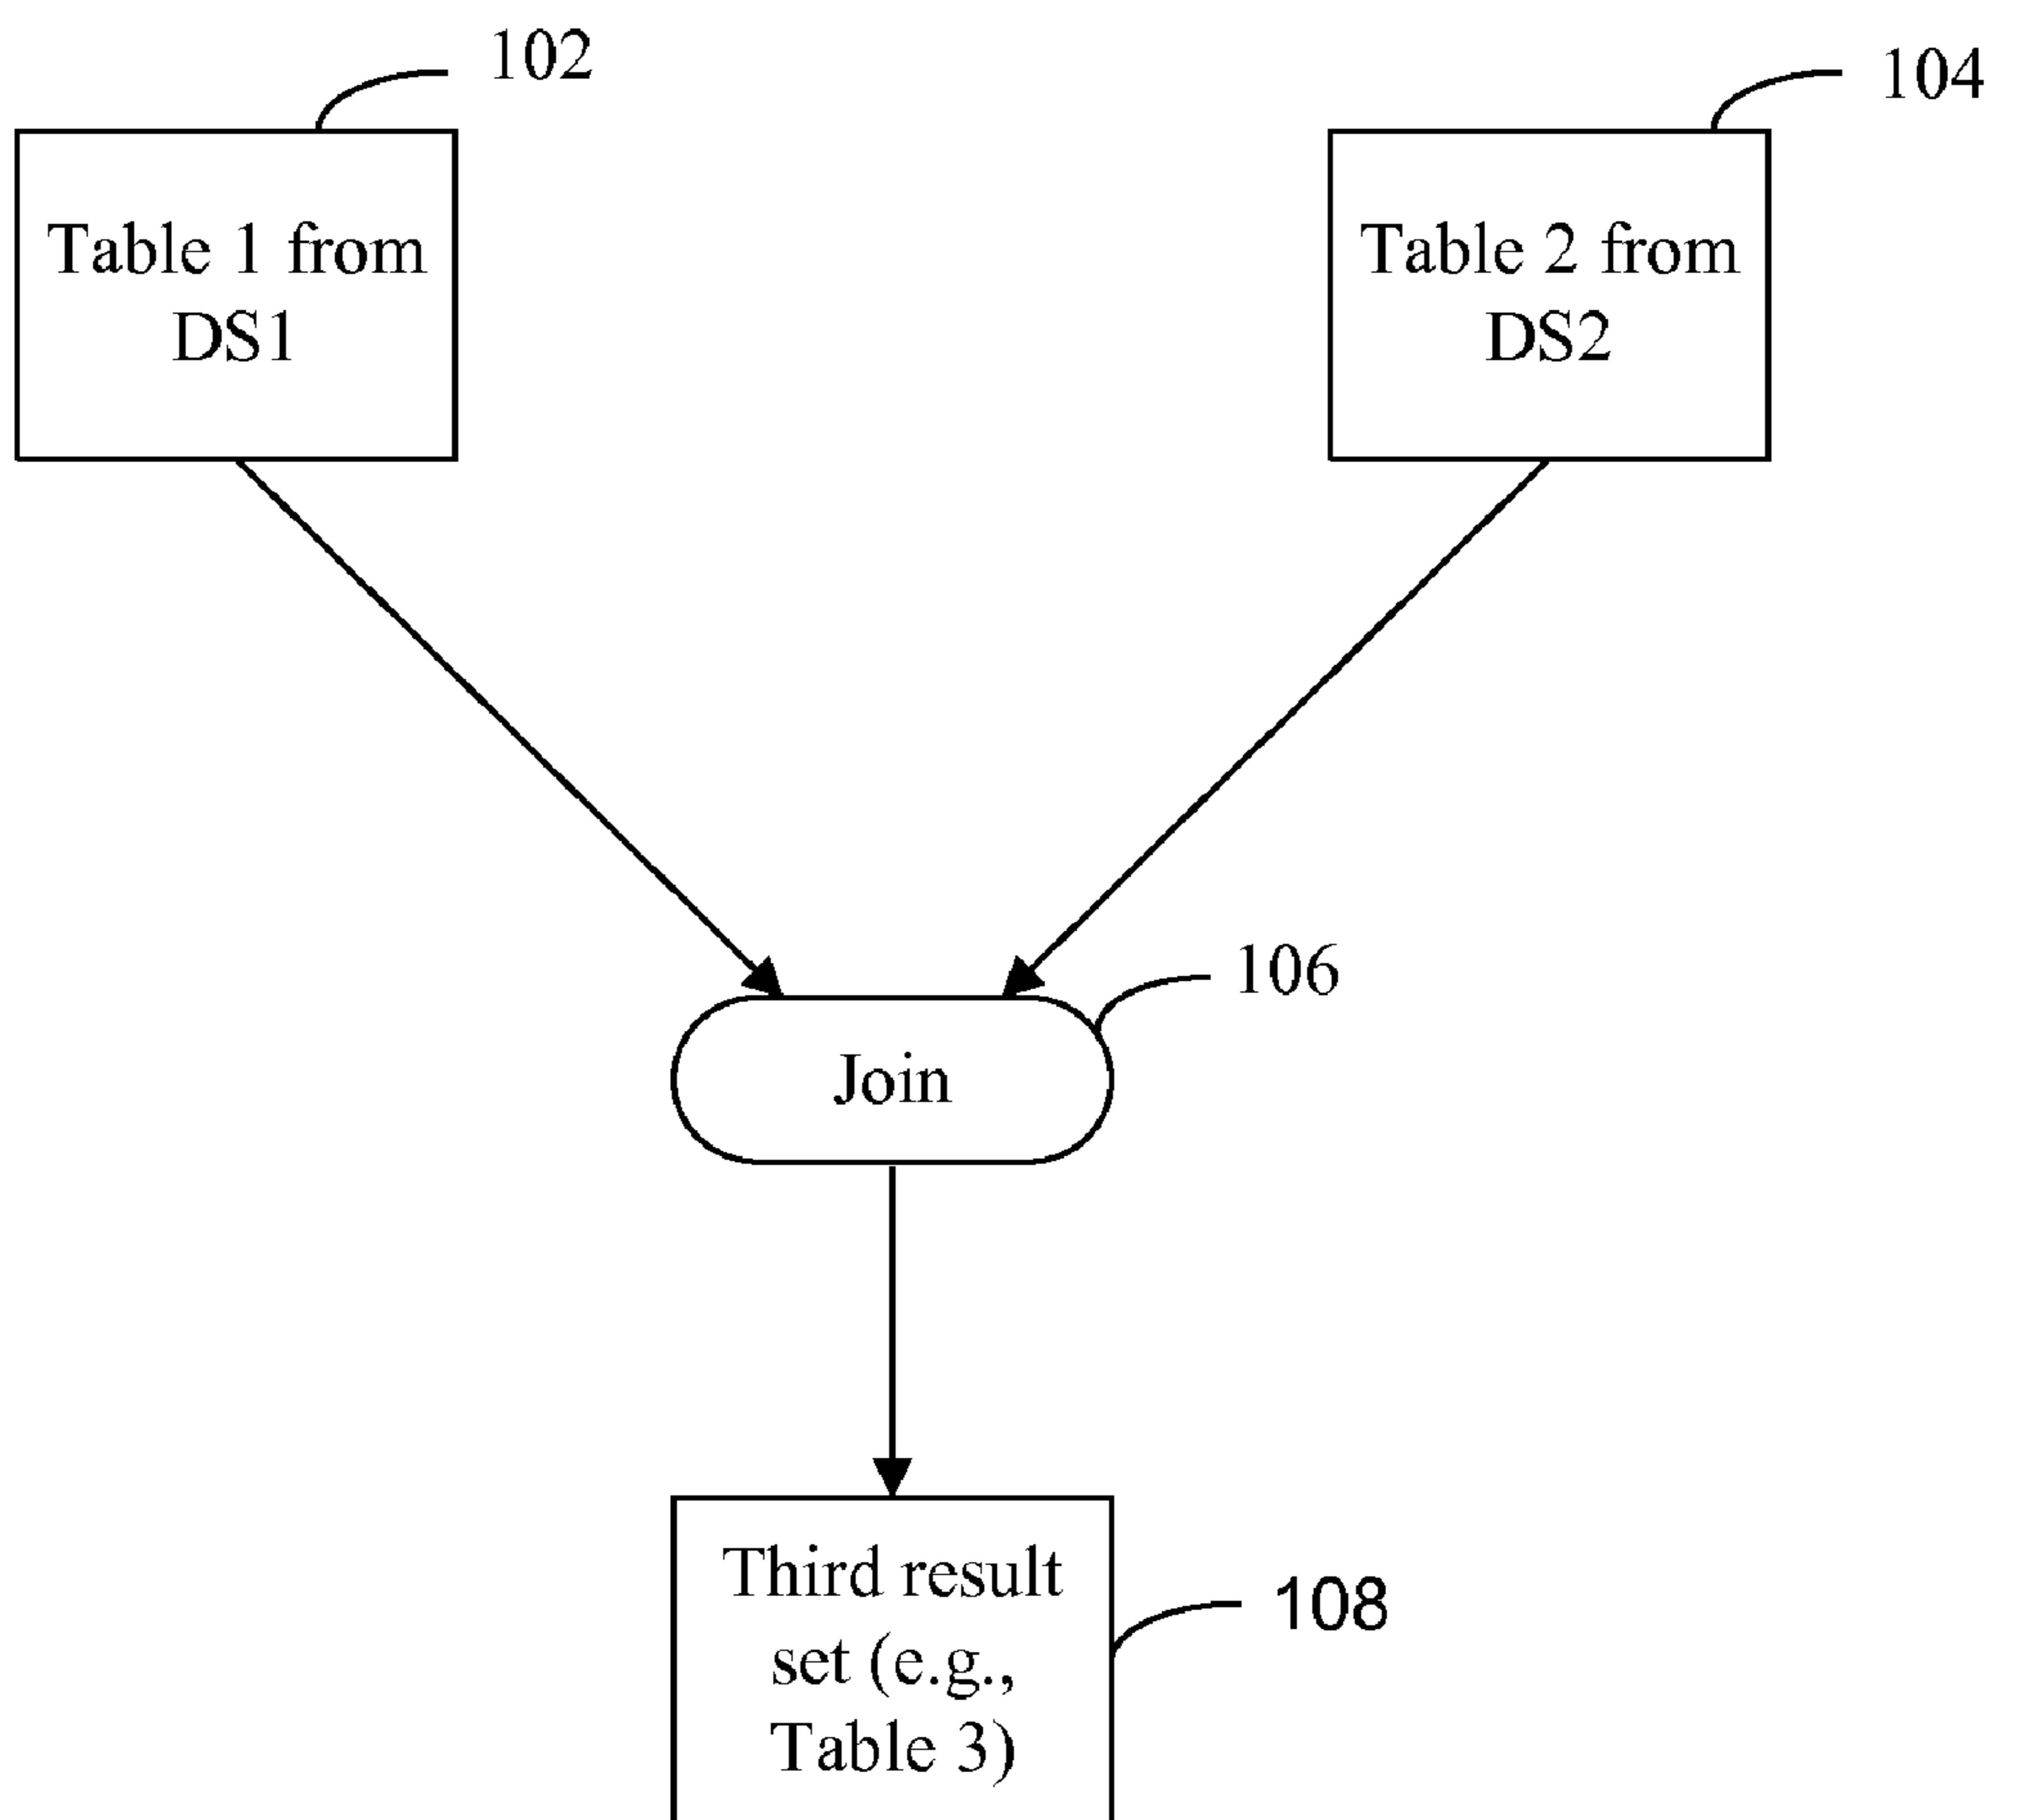 102
104
Table 1 from
DS1
Table 2 from
DS2
106
Join
Third result
set (e.g.,
Table 3)
108